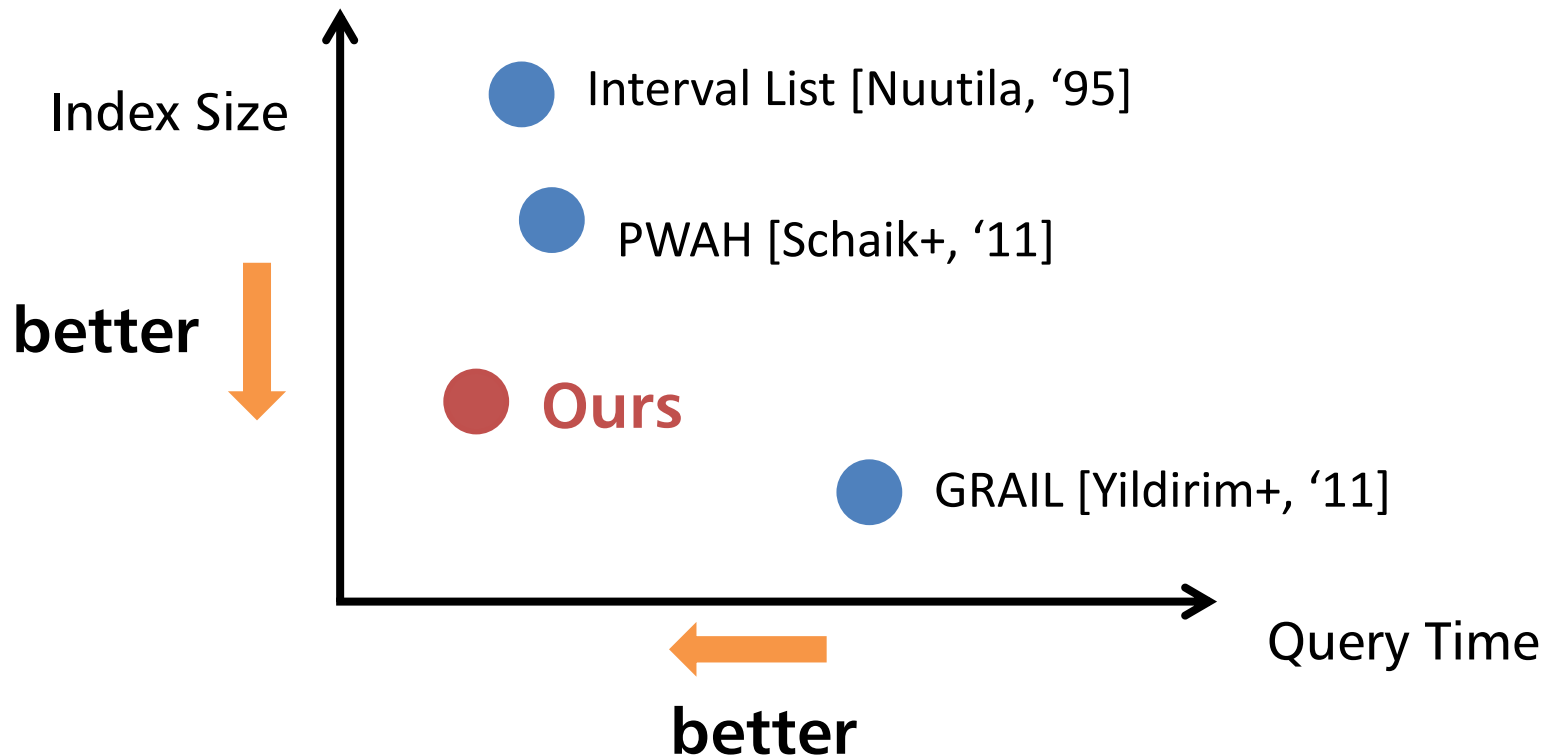 Interval List [Nuutila, ‘95]
Index Size
PWAH [Schaik+, ‘11]
better
Ours
GRAIL [Yildirim+, ‘11]
Query Time
better